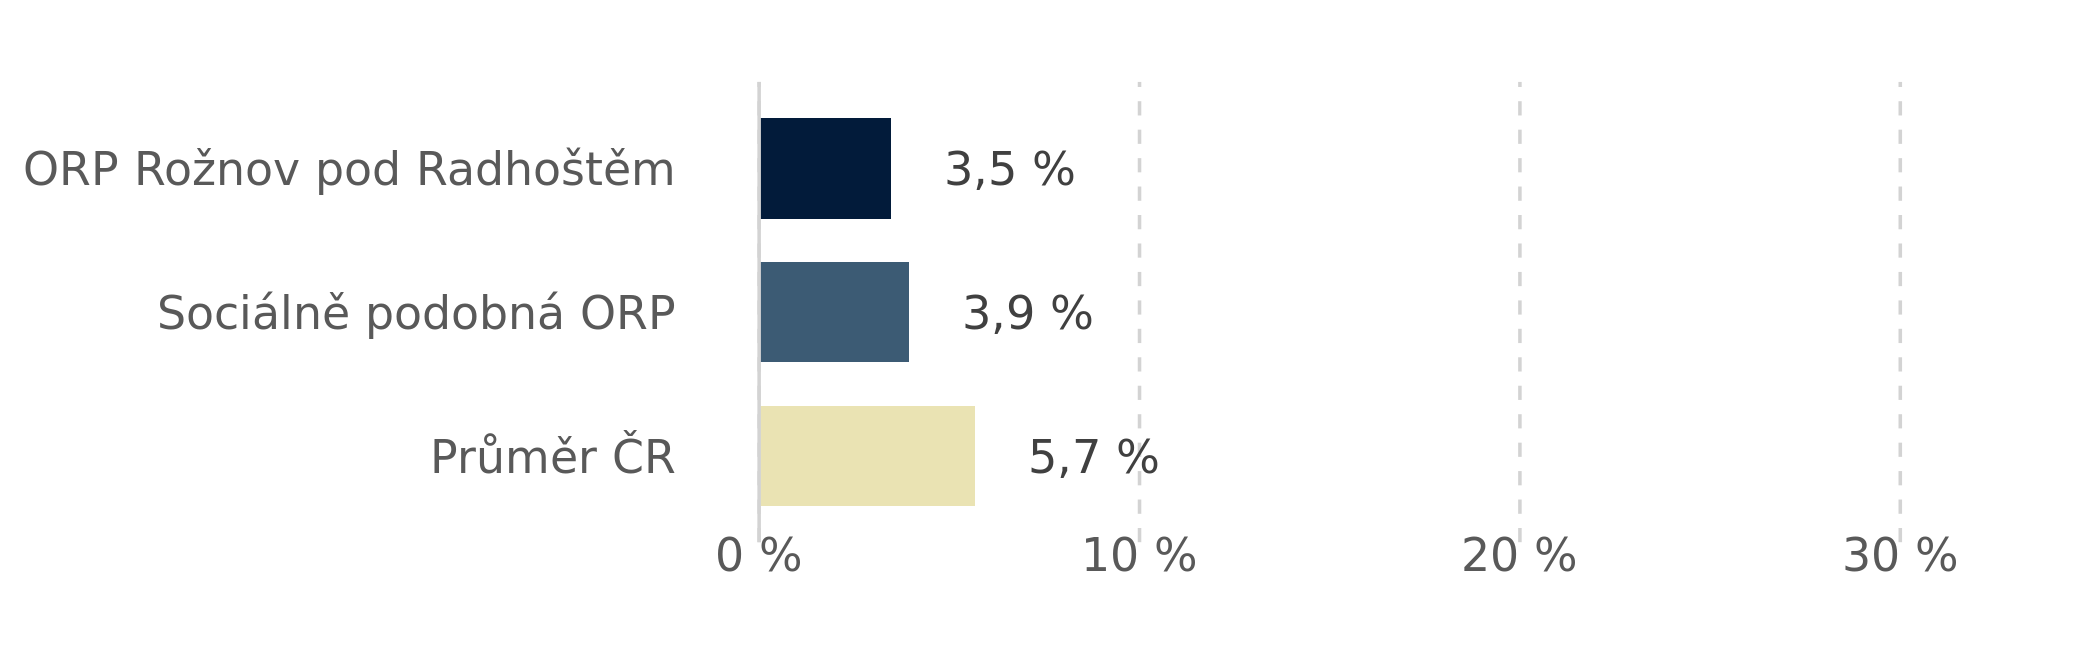 ORP Rožnov pod Radhoštěm 3,5 %
Sociálně podobná ORP 3,9 %
Průměr ČR 5,7 %
0 % 10 % 20 % 30 %